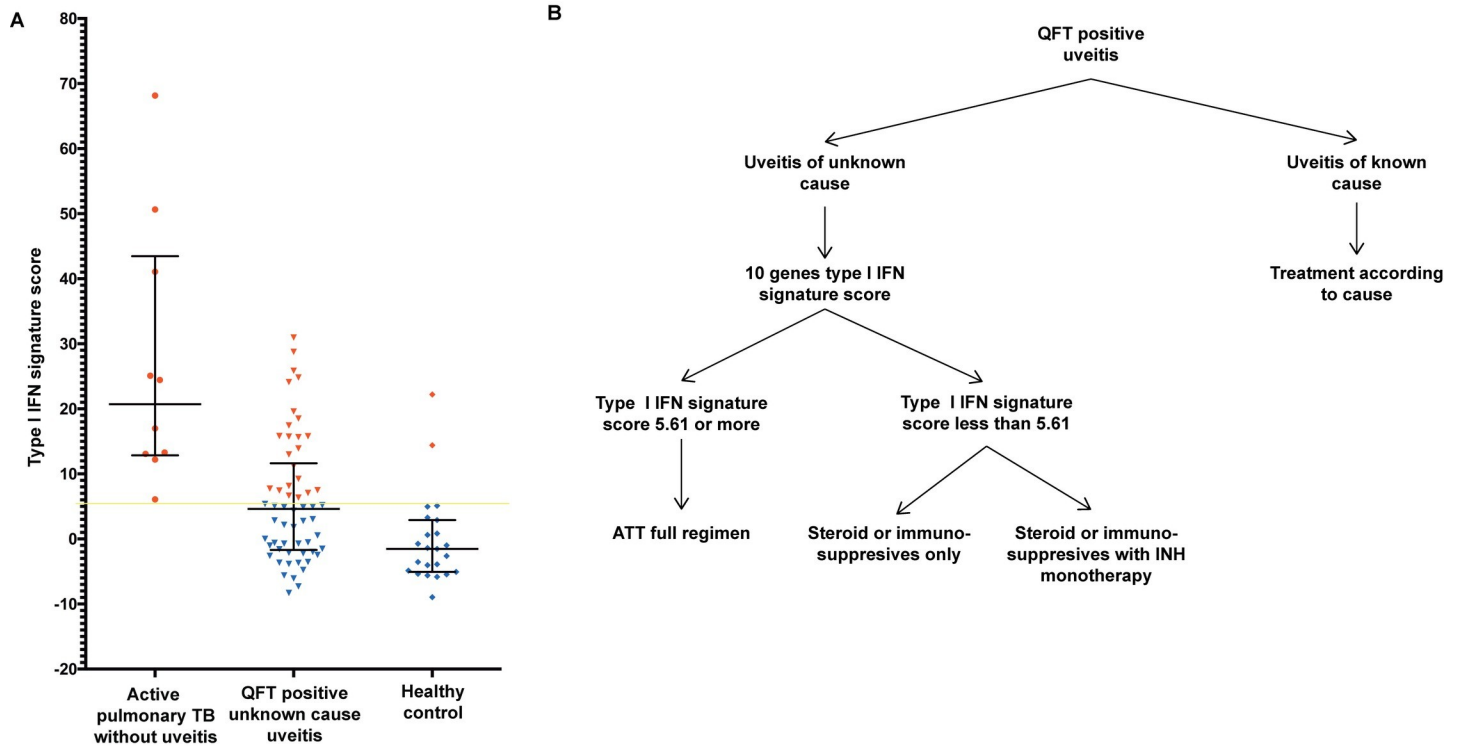 A
Type I IFN signature score
80
70
60
50
40
30
20
10
0
-10
-20
Active
pulmonary TB
without uveitis
QFT positive
unknown cause
uveitis
Healthy
control
B
QFT positive
uveitis
Uveitis of unknown
cause
Uveitis of known
cause
10 genes type I IFN
signature score
Treatment according
to cause
Type I IFN signature
score 5.61 or more
Type I IFN signature
score less than 5.61
ATT full regimen
Steroid or immuno-
suppresives only
Steroid or immuno-
suppresives with INH
monotherapy